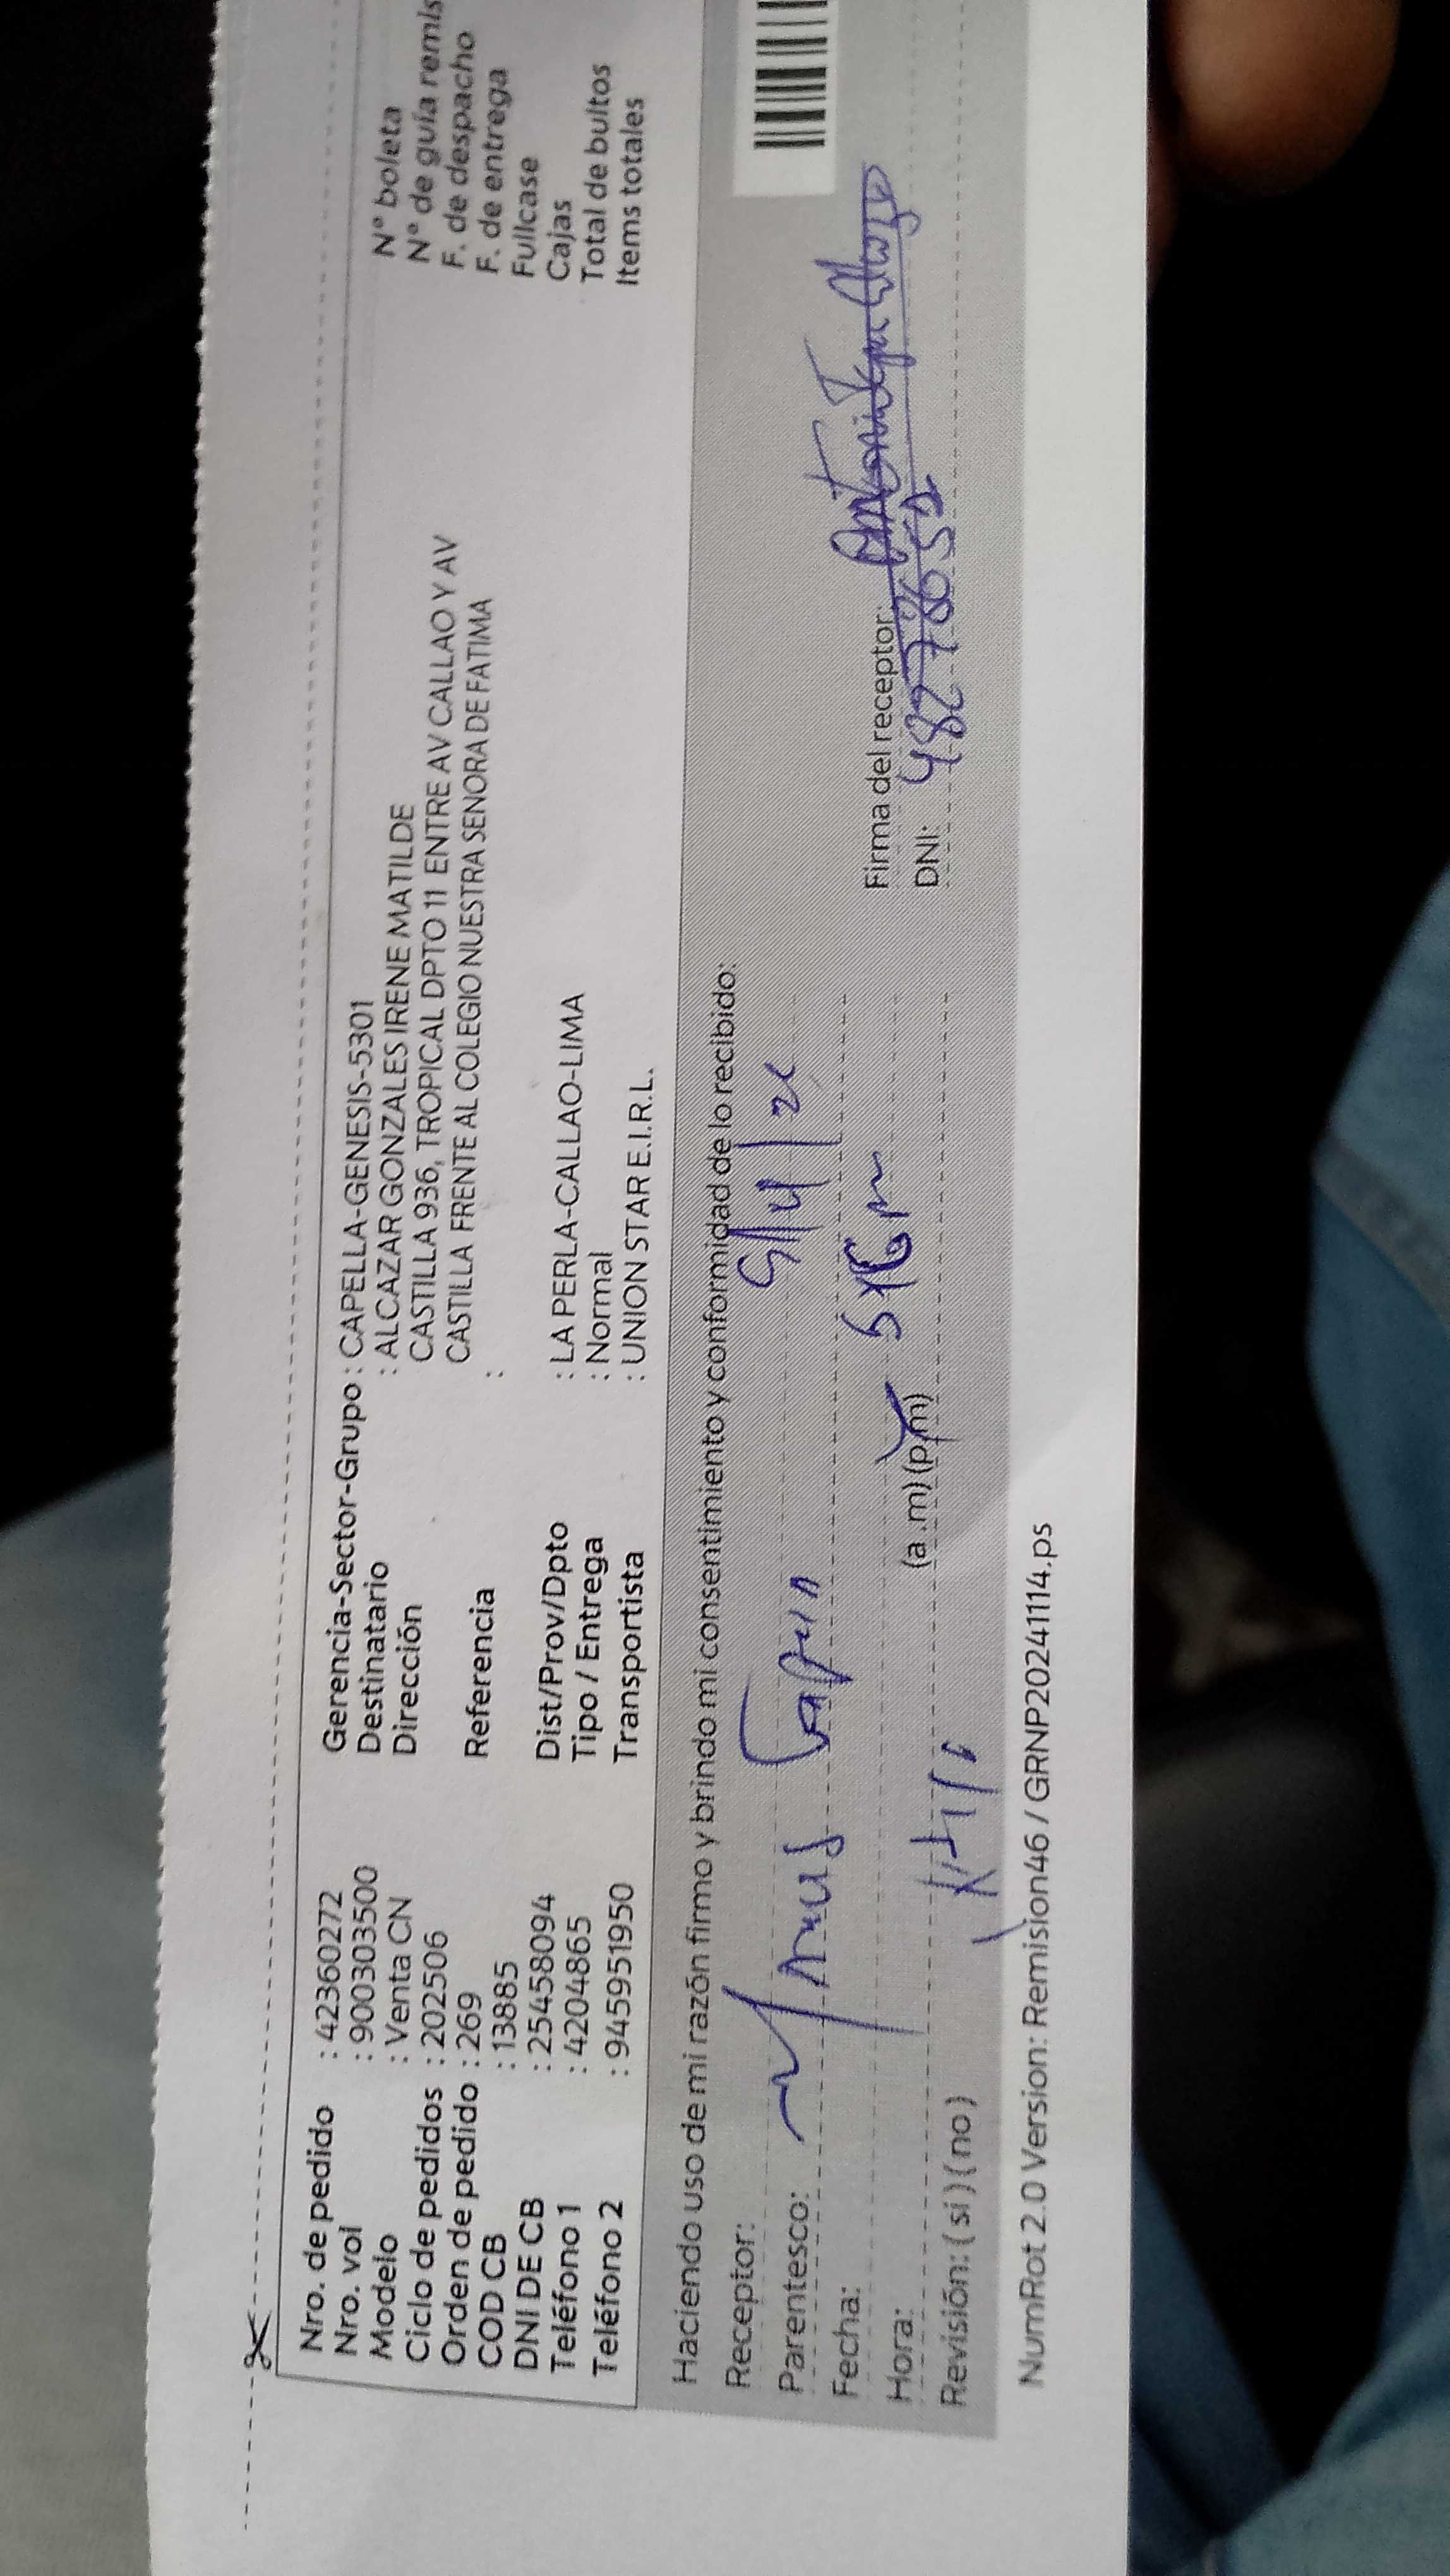 Nro. de pedido : 42360272
Nro. vol : 900303500
Modelo : Venta CN
Ciclo de pedidos : 202506
Orden de pedido : 269
COD CB : 13885
DNI DE CB : 25458094
Teléfono 1 : 4204865
Teléfono 2 : 945951950
Gerencia-Sector-Grupo : CAPELLA-GENESIS-5301
Destinatario : ALCAZAR GONZALES IRENE MATILDE
Dirección CASTILLA 936, TROPICAL DPTO 11 ENTRE AV CALLAO Y AV
CASTILLA FRENTE AL COLEGIO NUESTRA SENORA DE FATIMA
Referencia :
Dist/Prov/Dpto : LA PERLA-CALLAO-LIMA
Tipo / Entrega : Normal
Transportista : UNION STAR E.I.R.L.
N° boleta
N° de guía remis
F. de despacho
F. de entrega
Fullcase
Cajas
Total de bultos
Items totales
Haciendo uso de mi razón firmo y brindo mi consentimiento y conformidad de lo recibido:
Receptor:
Parentesco:
Fecha:
Hora: (a .m) (p.m)
Revisión: ( si ) ( no )
Firma del receptor:
DNI:
NumRot 2.0 Version: Remision46 / GRNP20241114.ps